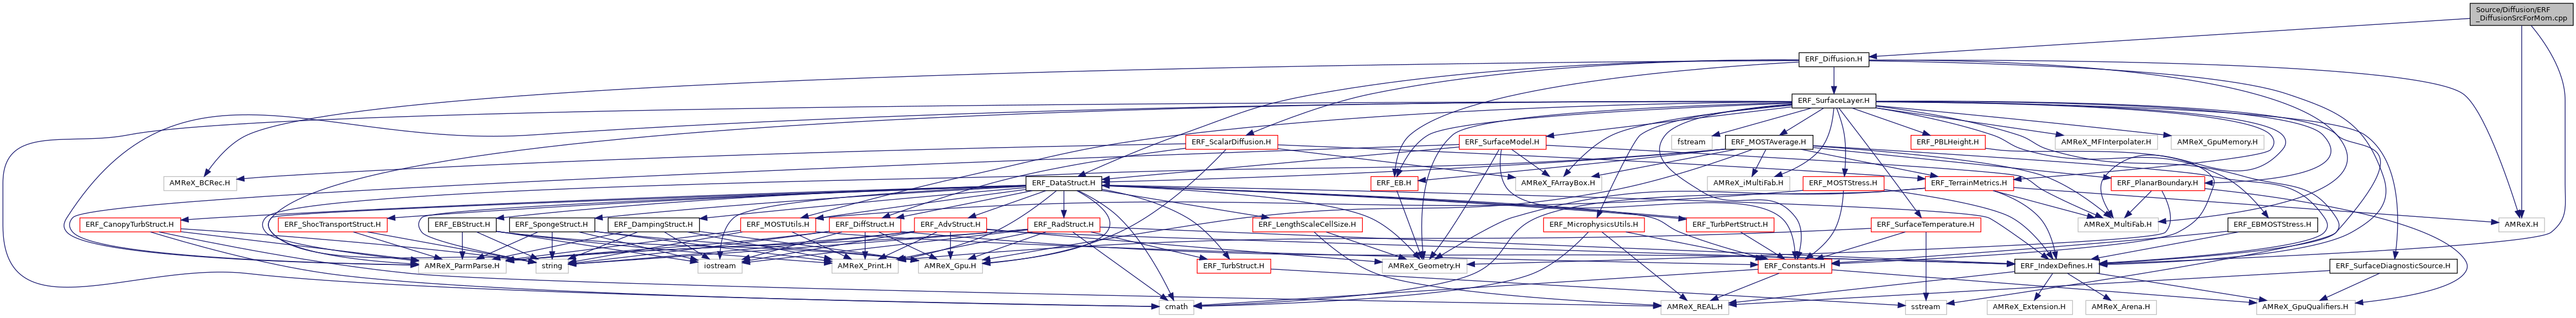 Source/Diffusion/ERF
_DiffusionSrcForMom.cpp
ERF_Diffusion.H
ERF_SurfaceLayer.H
ERF_ScalarDiffusion.H
ERF_SurfaceModel.H
fstream
ERF_MOSTAverage.H
ERF_PBLHeight.H
AMReX_MFInterpolater.H
AMReX_GpuMemory.H
AMReX_BCRec.H
ERF_DataStruct.H
ERF_EB.H
AMReX_FArrayBox.H
AMReX_iMultiFab.H
ERF_MOSTStress.H
ERF_TerrainMetrics.H
ERF_PlanarBoundary.H
ERF_CanopyTurbStruct.H
ERF_ShocTransportStruct.H
ERF_EBStruct.H
ERF_SpongeStruct.H
ERF_DampingStruct.H
ERF_MOSTUtils.H
ERF_DiffStruct.H
ERF_AdvStruct.H
ERF_RadStruct.H
ERF_LengthScaleCellSize.H
ERF_MicrophysicsUtils.H
ERF_TurbPertStruct.H
ERF_SurfaceTemperature.H
AMReX_MultiFab.H
ERF_EBMOSTStress.H
AMReX.H
AMReX_ParmParse.H
string
iostream
AMReX_Print.H
AMReX_Gpu.H
ERF_TurbStruct.H
AMReX_Geometry.H
ERF_Constants.H
ERF_IndexDefines.H
ERF_SurfaceDiagnosticSource.H
cmath
AMReX_REAL.H
sstream
AMReX_Extension.H
AMReX_Arena.H
AMReX_GpuQualifiers.H